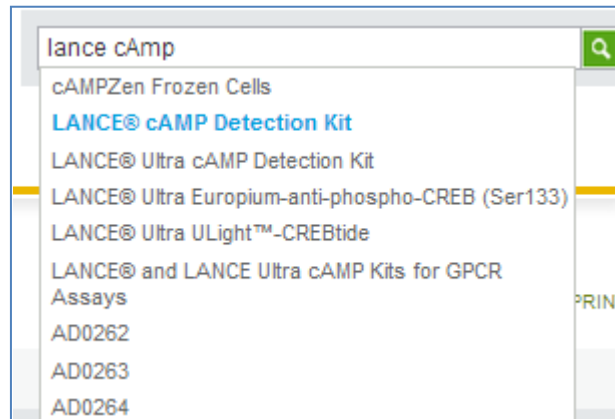 lance cAmp
cAMPZen Frozen Cells
LANCE® cAMP Detection Kit
LANCE® Ultra cAMP Detection Kit
LANCE® Ultra Europium-anti-phospho-CREB (Ser133)
LANCE® Ultra ULight™-CREBtide
LANCE® and LANCE Ultra cAMP Kits for GPCR
Assays
PRIN
AD0262
AD0263
AD0264